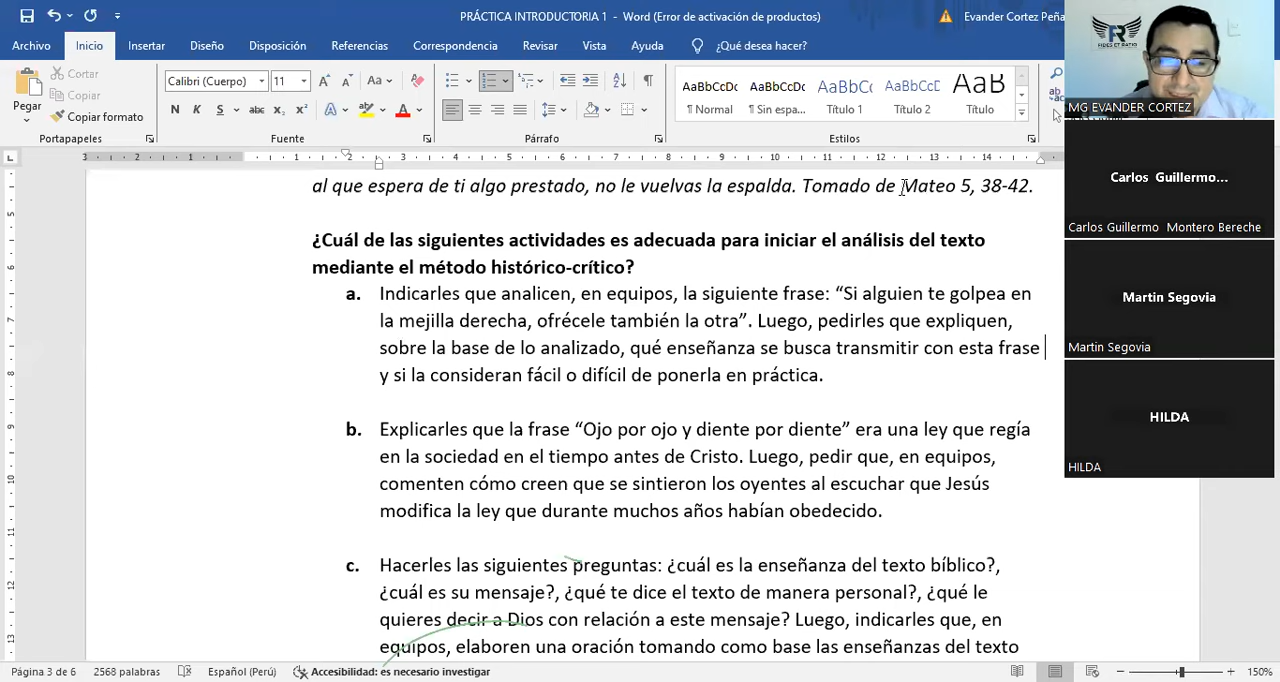 PRÁCTICA INTRODUCTORIA 1 - Word (Error de activación de productos)
Evander Cortez Peña
Archivo Inicio Insertar Diseño Disposición Referencias Correspondencia Revisar Vista Ayuda ¿Qué desea hacer?
Pegar
Cortar
Copiar
Copiar formato
Portapapeles
Calibri (Cuerpo) 11
Fuente
Párrafo
AaBbCcDc AaBbCcDc AaBbCc AaBbCcD AaB
¶ Normal ¶ Sin espa... Título 1 Título 2 Título
Estilos
FIDES ET RATIO
MG EVANDER CORTEZ
Carlos Guillermo...
Carlos Guillermo Montero Bereche
Martin Segovia
Martin Segovia
HILDA
HILDA
al que espera de ti algo prestado, no le vuelvas la espalda. Tomado de Mateo 5, 38-42.
¿Cuál de las siguientes actividades es adecuada para iniciar el análisis del texto
mediante el método histórico-crítico?
a. Indicarles que analicen, en equipos, la siguiente frase: “Si alguien te golpea en
la mejilla derecha, ofrécele también la otra”. Luego, pedirles que expliquen,
sobre la base de lo analizado, qué enseñanza se busca transmitir con esta frase
y si la consideran fácil o difícil de ponerla en práctica.
b. Explicarles que la frase “Ojo por ojo y diente por diente” era una ley que regía
en la sociedad en el tiempo antes de Cristo. Luego, pedir que, en equipos,
comenten cómo creen que se sintieron los oyentes al escuchar que Jesús
modifica la ley que durante muchos años habían obedecido.
c. Hacerles las siguientes preguntas: ¿cuál es la enseñanza del texto bíblico?,
¿cuál es su mensaje?, ¿qué te dice el texto de manera personal?, ¿qué le
quieres decir a Dios con relación a este mensaje? Luego, indicarles que, en
equipos, elaboren una oración tomando como base las enseñanzas del texto
Página 3 de 6 2568 palabras Español (Perú) Accesibilidad: es necesario investigar 150%